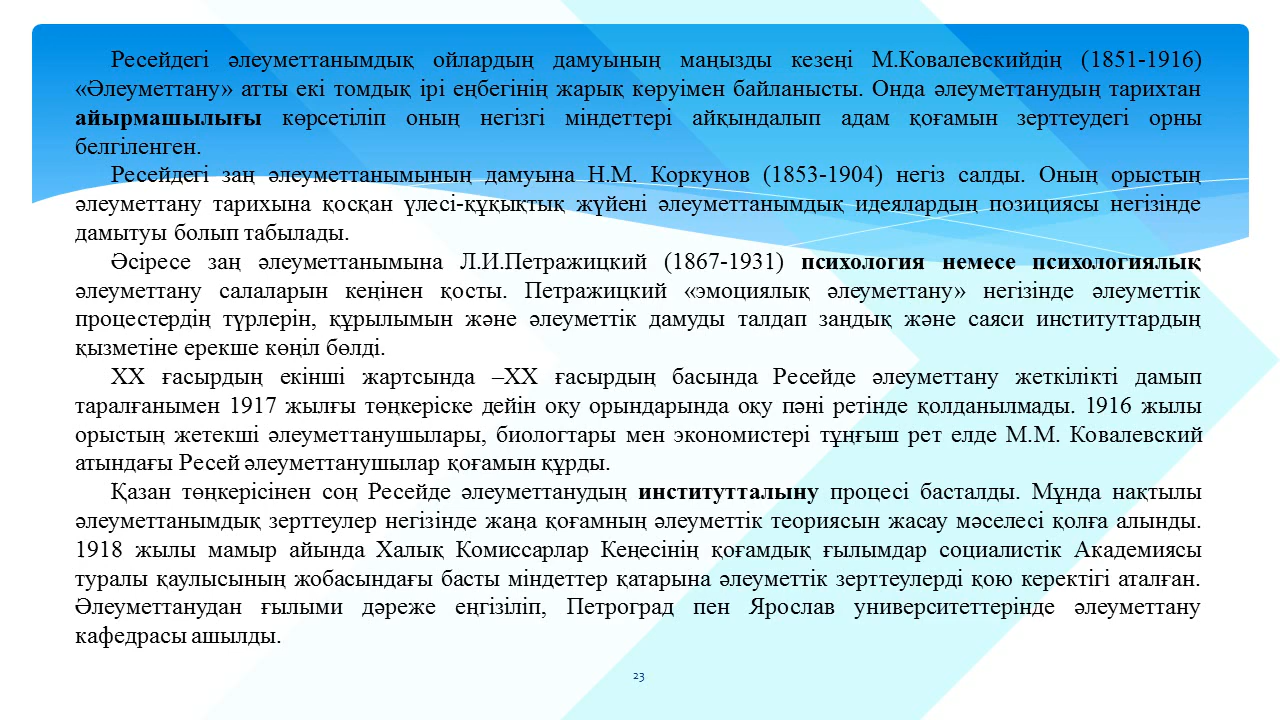 Ресейдегі әлеуметтанымдық ойлардың дамуының маңызды кезеңі М.Ковалевскийдің (1851-1916)
«Әлеуметтану» атты екі томдық ірі еңбегінің жарық көруімен байланысты. Онда әлеуметтанудың тарихтан
айырмашылығы көрсетіліп оның негізгі міндеттері айқындалып адам қоғамын зерттеудегі орны
белгіленген.
Ресейдегі заң әлеуметтанымының дамуына Н.М. Коркунов (1853-1904) негіз салды. Оның орыстың
әлеуметтану тарихына қосқан үлесі-құқықтық жүйені әлеуметтанымдық идеялардың позициясы негізінде
дамытуы болып табылады.
Әсіресе заң әлеуметтанымына Л.И.Петражицкий (1867-1931) психология немесе психологиялық
әлеуметтану салаларын кеңінен қосты. Петражицкий «эмоциялық әлеуметтану» негізінде әлеуметтік
процестердің түрлерін, құрылымын және әлеуметтік дамуды талдап заңдық және саяси институттардың
қызметіне ерекше көңіл бөлді.
ХХ ғасырдың екінші жартсында –ХХ ғасырдың басында Ресейде әлеуметтану жеткілікті дамып
таралғанымен 1917 жылғы төңкеріске дейін оқу орындарында оқу пәні ретінде қолданылмады. 1916 жылы
орыстың жетекші әлеуметтанушылары, биологтары мен экономистері тұңғыш рет елде М.М. Ковалевский
атындағы Ресей әлеуметтанушылар қоғамын құрды.
Қазан төңкерісінен соң Ресейде әлеуметтанудың институтталыну процесі басталды. Мұнда нақтылы
әлеуметтанымдық зерттеулер негізінде жаңа қоғамның әлеуметтік теориясын жасау мәселесі қолға алынды.
1918 жылы мамыр айында Халық Комиссарлар Кеңесінің қоғамдық ғылымдар социалистік Академиясы
туралы қаулысының жобасындағы басты міндеттер қатарына әлеуметтік зерттеулерді қою керектігі аталған.
Әлеуметтанудан ғылыми дәреже еңгізіліп, Петроград пен Ярослав университеттерінде әлеуметтану
кафедрасы ашылды.
23